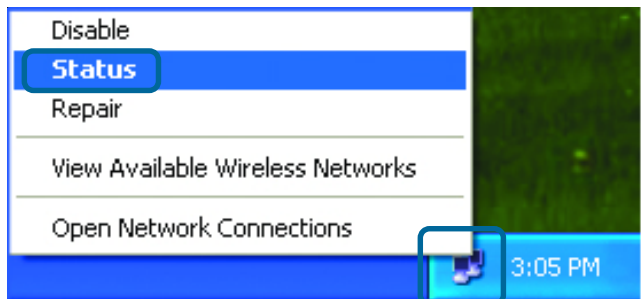 Disable
Status
Repair
View Available Wireless Networks
Open Network Connections
3:05 PM